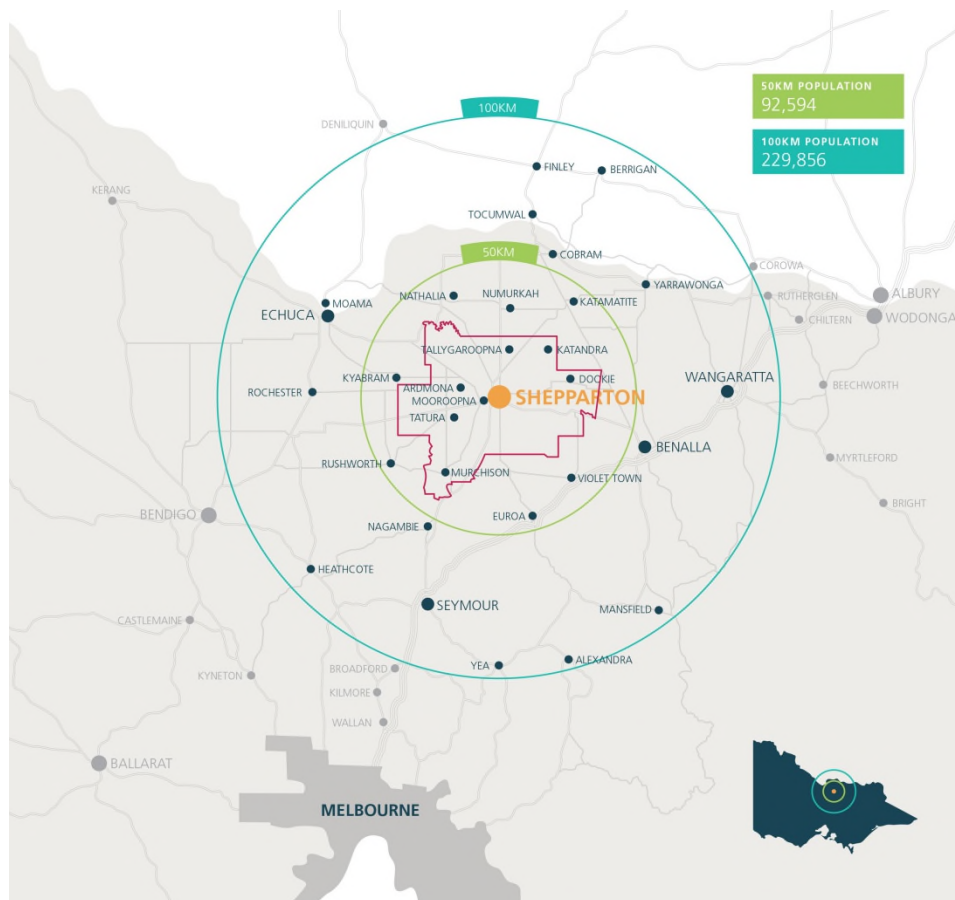 50KM POPULATION
92,594
100KM
100KM POPULATION
229,856
DENILIQUIN
FINLEY
BERRIGAN
KERANG
TOCUMWAL
50KM
COBRAM
COROWA
YARRAWONGA
NATHALIA
NUMURKAH
KATAMATITE
RUTHERGLEN
ALBURY
MOAMA
ECHUCA
CHILTERN
WODONGA
TALLYGAROOPNA
KATANDRA
KYABRAM
DOOKIE
WANGARATTA
ARDMONA
BEECHWORTH
ROCHESTER
MOOROOPNA
SHEPPARTON
TATURA
BENALLA
RUSHWORTH
MURCHISON
VIOLET TOWN
MYRTLEFORD
BRIGHT
BENDIGO
EUROA
NAGAMBIE
HEATHCOTE
SEYMOUR
MANSFIELD
CASTLEMAINE
YEA
ALEXANDRA
BROADFORD
KYNETON
KILMORE
WALLAN
BALLARAT
MELBOURNE